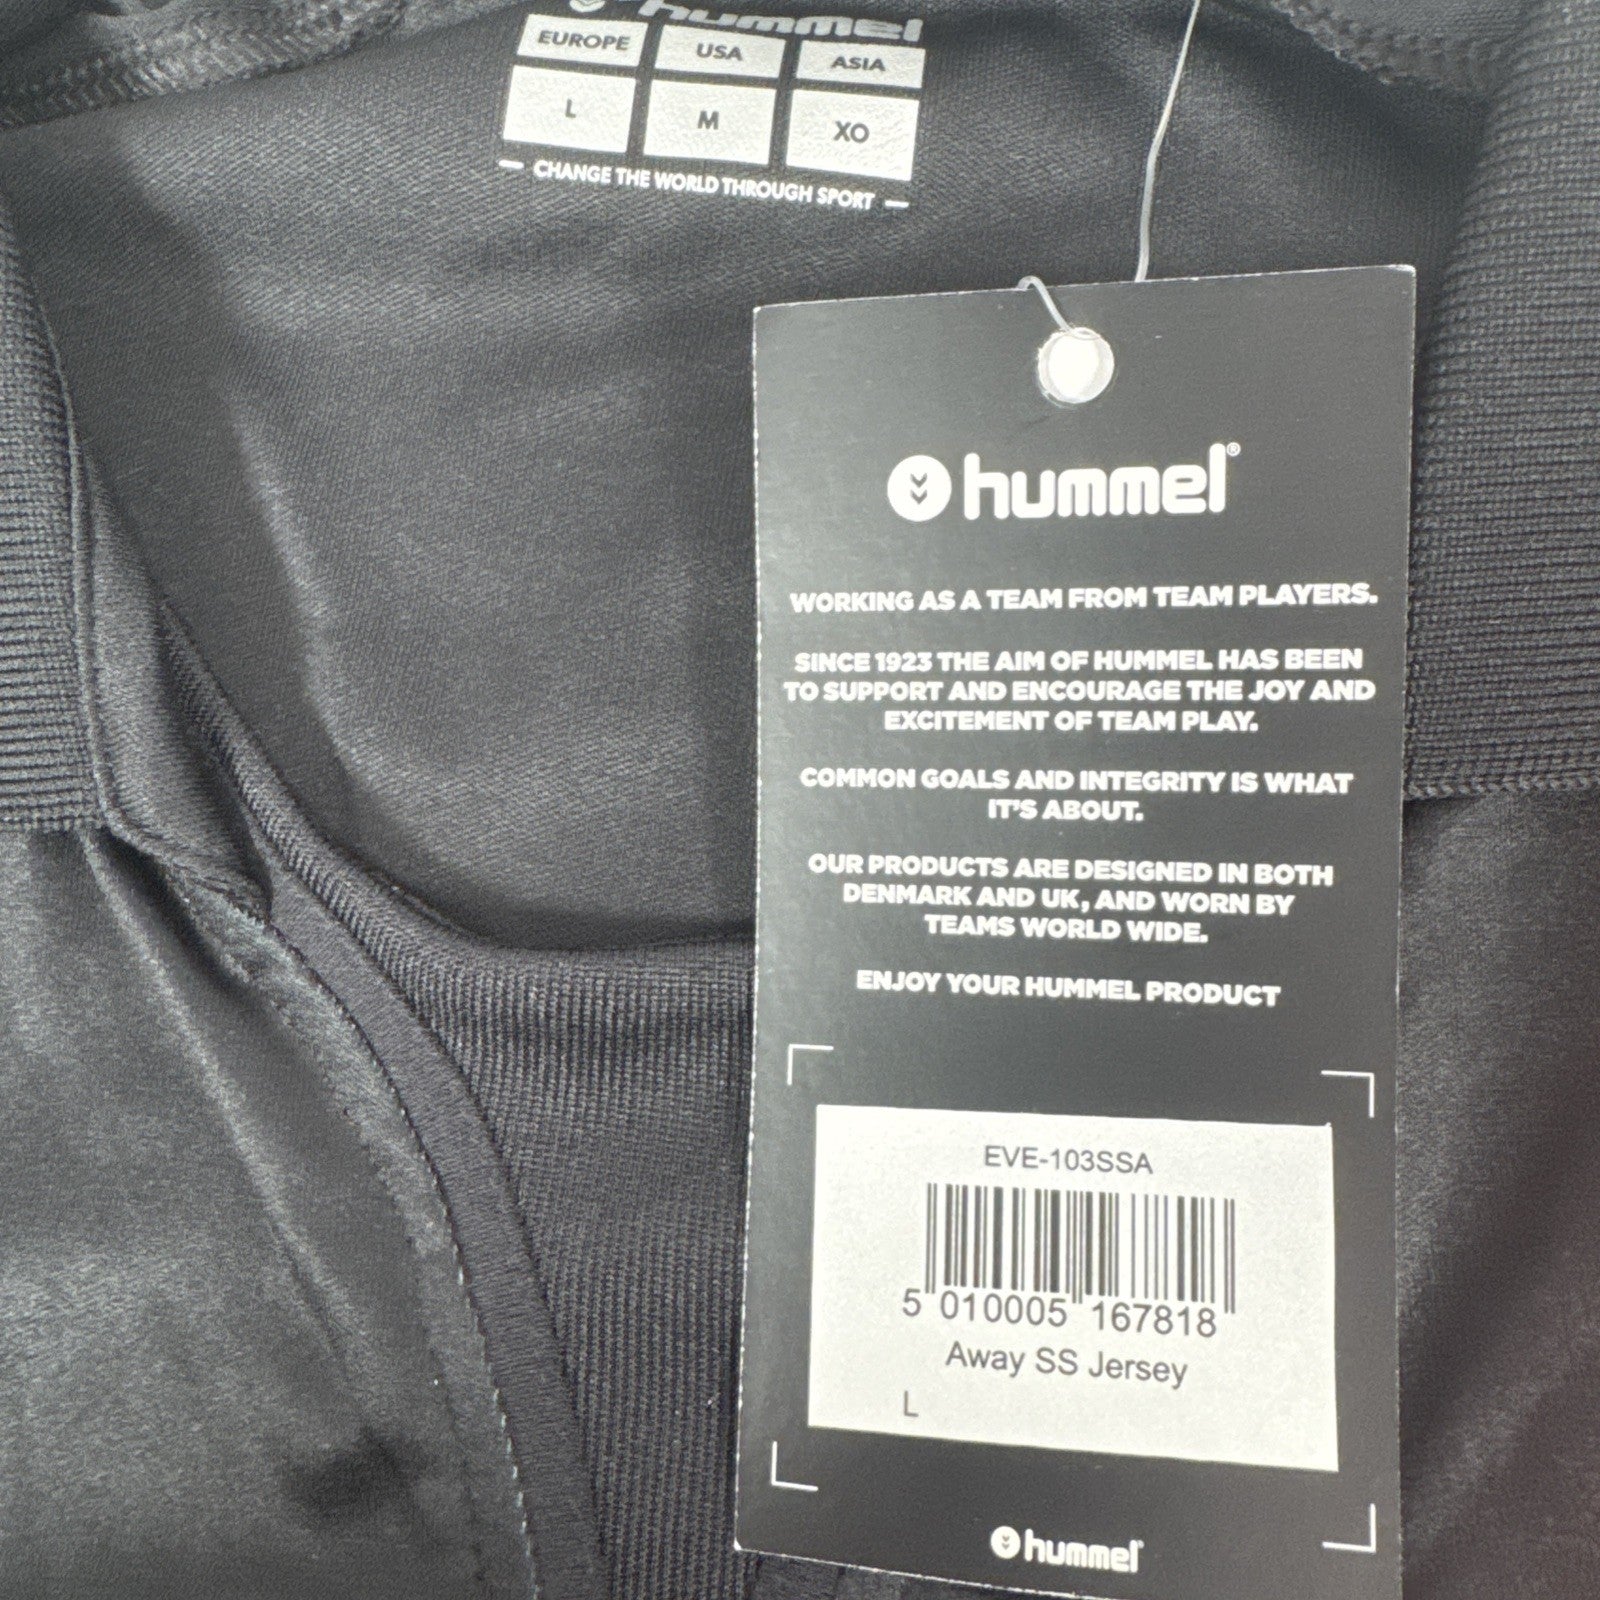 hummel
EUROPE USA ASIA
L M XO
CHANGE THE WORLD THROUGH SPORT
hummel®
WORKING AS A TEAM FROM TEAM PLAYERS.
SINCE 1923 THE AIM OF HUMMEL HAS BEEN
TO SUPPORT AND ENCOURAGE THE JOY AND
EXCITEMENT OF TEAM PLAY.
COMMON GOALS AND INTEGRITY IS WHAT
IT'S ABOUT.
OUR PRODUCTS ARE DESIGNED IN BOTH
DENMARK AND UK, AND WORN BY
TEAMS WORLD WIDE.
ENJOY YOUR HUMMEL PRODUCT
EVE-103SSA
5 010005 167818
Away SS Jersey
L
hummel®